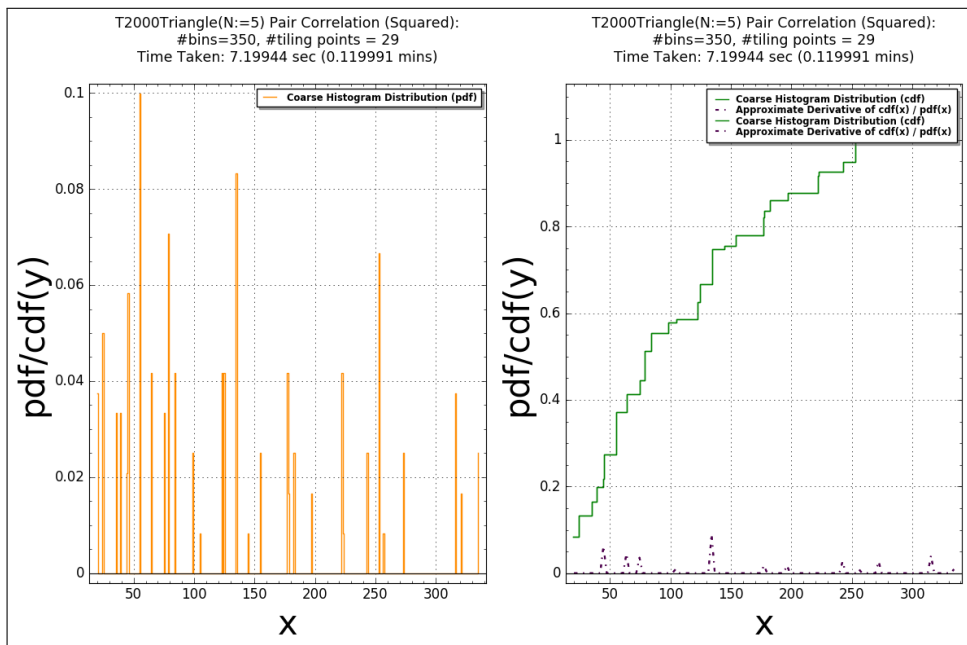 T2000Triangle(N:=5) Pair Correlation (Squared):
#bins=350, #tiling points = 29
Time Taken: 7.19944 sec (0.119991 mins)
Coarse Histogram Distribution (pdf)
0.1
0.08
0.06
0.04
0.02
0
50 100 150 200 250 300
pdf/cdf(y)
x
T2000Triangle(N:=5) Pair Correlation (Squared):
#bins=350, #tiling points = 29
Time Taken: 7.19944 sec (0.119991 mins)
Coarse Histogram Distribution (cdf)
Approximate Derivative of cdf(x) / pdf(x)
Coarse Histogram Distribution (cdf)
Approximate Derivative of cdf(x) / pdf(x)
1
0.8
0.6
0.4
0.2
0
50 100 150 200 250 300
pdf/cdf(y)
x